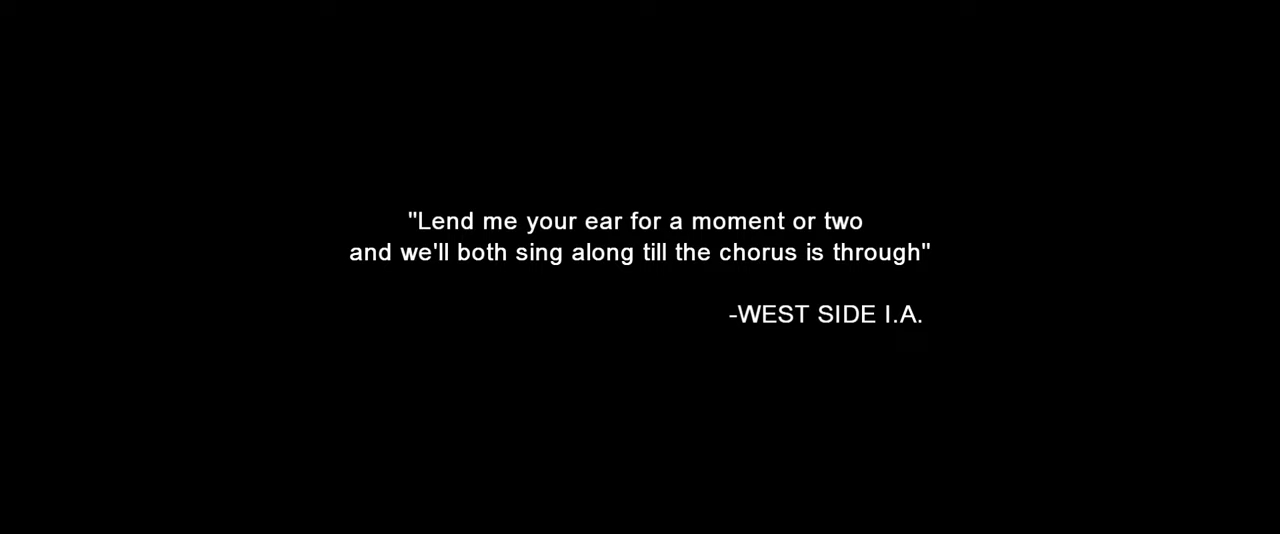 "Lend me your ear for a moment or two
and we'll both sing along till the chorus is through"
-WEST SIDE I.A.